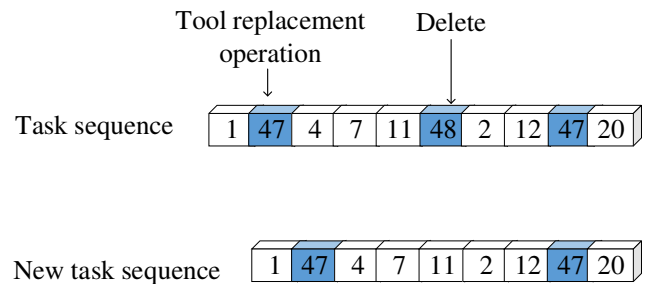 Tool replacement
operation
Delete
Task sequence
1 47 4 7 11 48 2 12 47 20
New task sequence
1 47 4 7 11 2 12 47 20